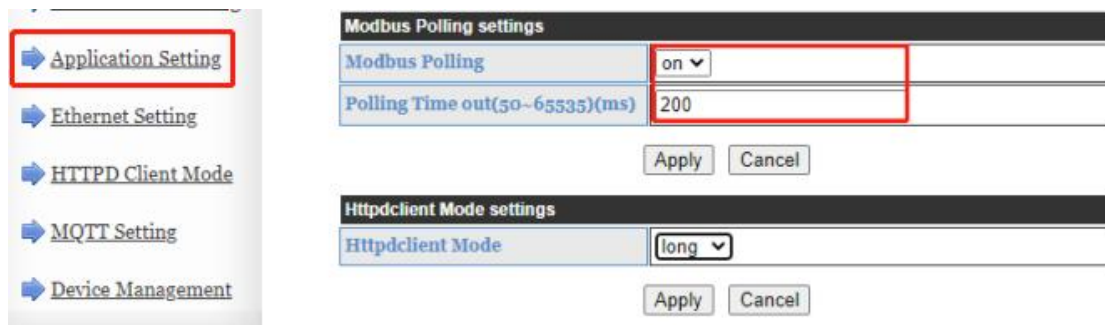 Application Setting
Ethernet Setting
HTTPD Client Mode
MQTT Setting
Device Management
Modbus Polling settings
Modbus Polling on
Polling Time out(50~65535)(ms) 200
Apply Cancel
Httpdclient Mode settings
Httpdclient Mode long
Apply Cancel